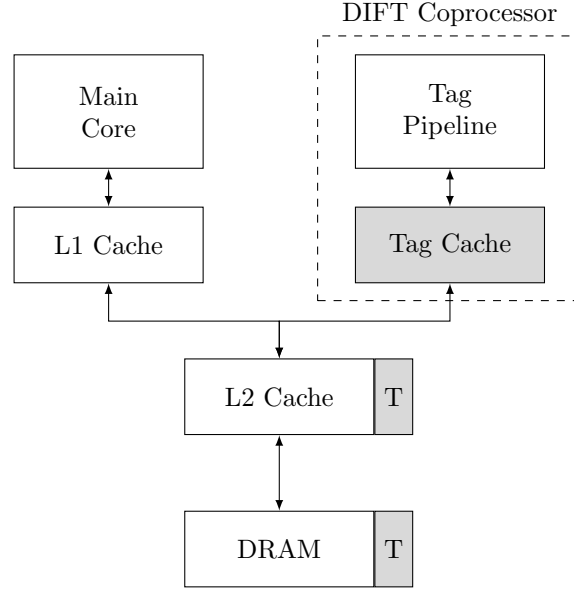 DIFT Coprocessor
Main
Core
Tag
Pipeline
L1 Cache
Tag Cache
L2 Cache
T
DRAM
T